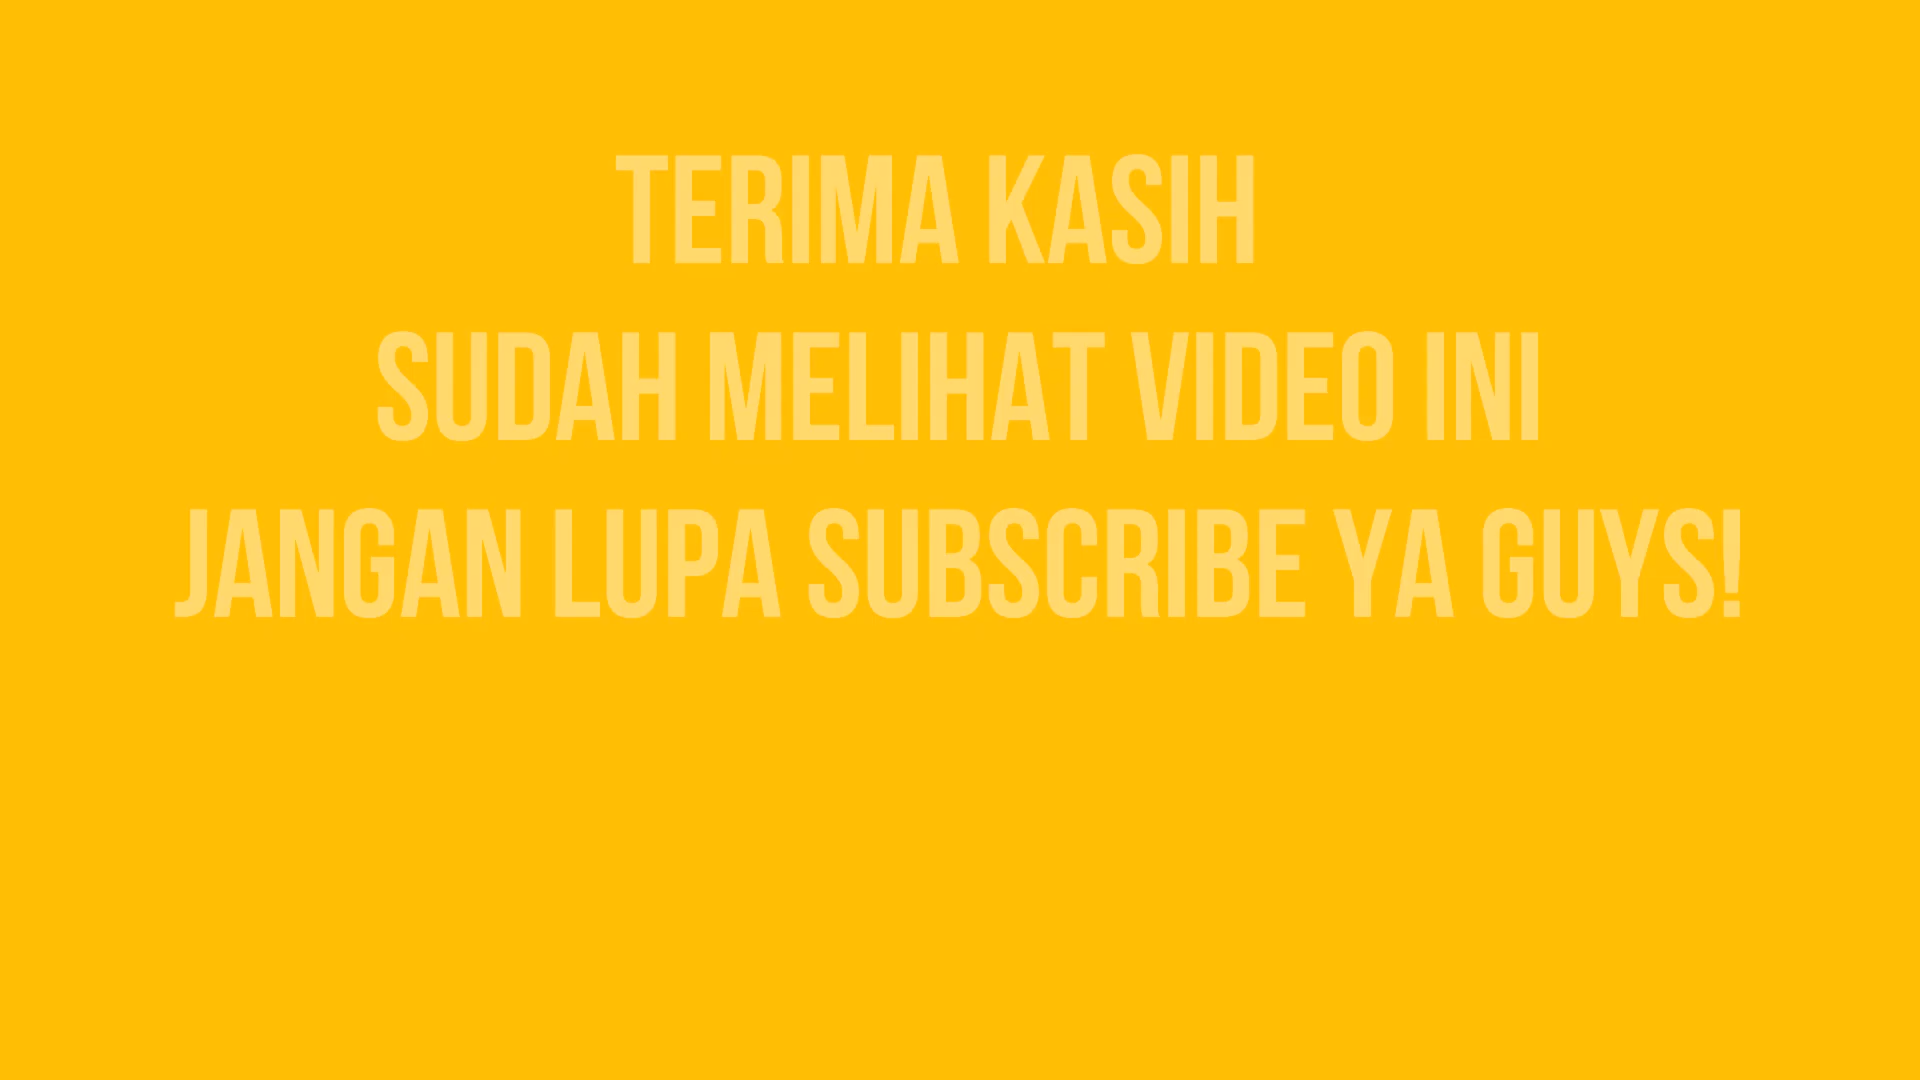 TERIMA KASIH
SUDAH MELIHAT VIDEO INI
JANGAN LUPA SUBSCRIBE YA GUYS!